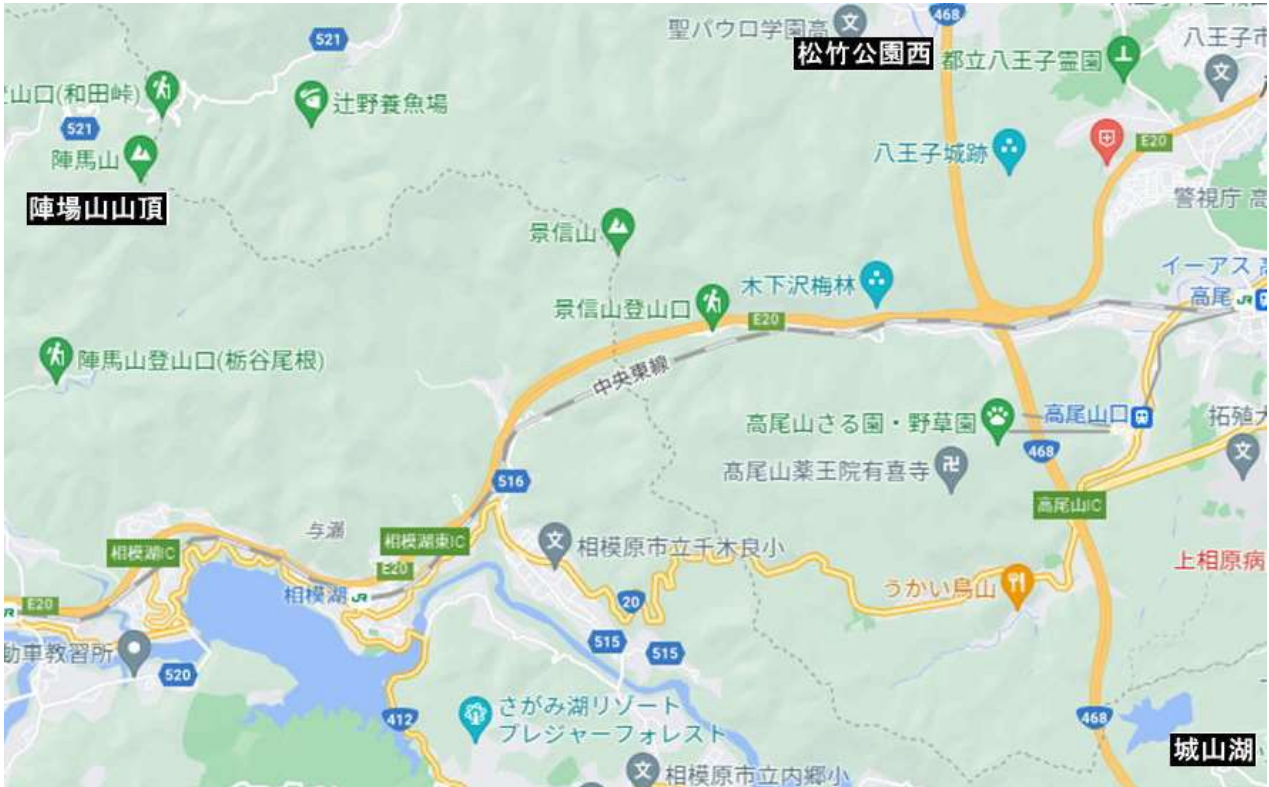 聖パウロ学園高
468
松竹公園西
都立八王子霊園
八王子市
521
登山口(和田峠)
辻野養魚場
521
陣馬山
陣場山山頂
八王子城跡
E20
警視庁 高
景信山
イーアス 高
高尾
木下沢梅林
景信山登山口
E20
中央東線
陣馬山登山口(栃谷尾根)
高尾山さる園・野草園
高尾山口
拓殖大
468
髙尾山薬王院有喜寺
516
高尾山IC
与瀬
相模湖IC
相模湖東IC
相模原市立千木良小
上相原病
E20
相模湖
うかい鳥山
E20
20
動車教習所
515
515
520
さがみ湖リゾート
プレジャーフォレスト
412
468
城山湖
相模原市立内郷小